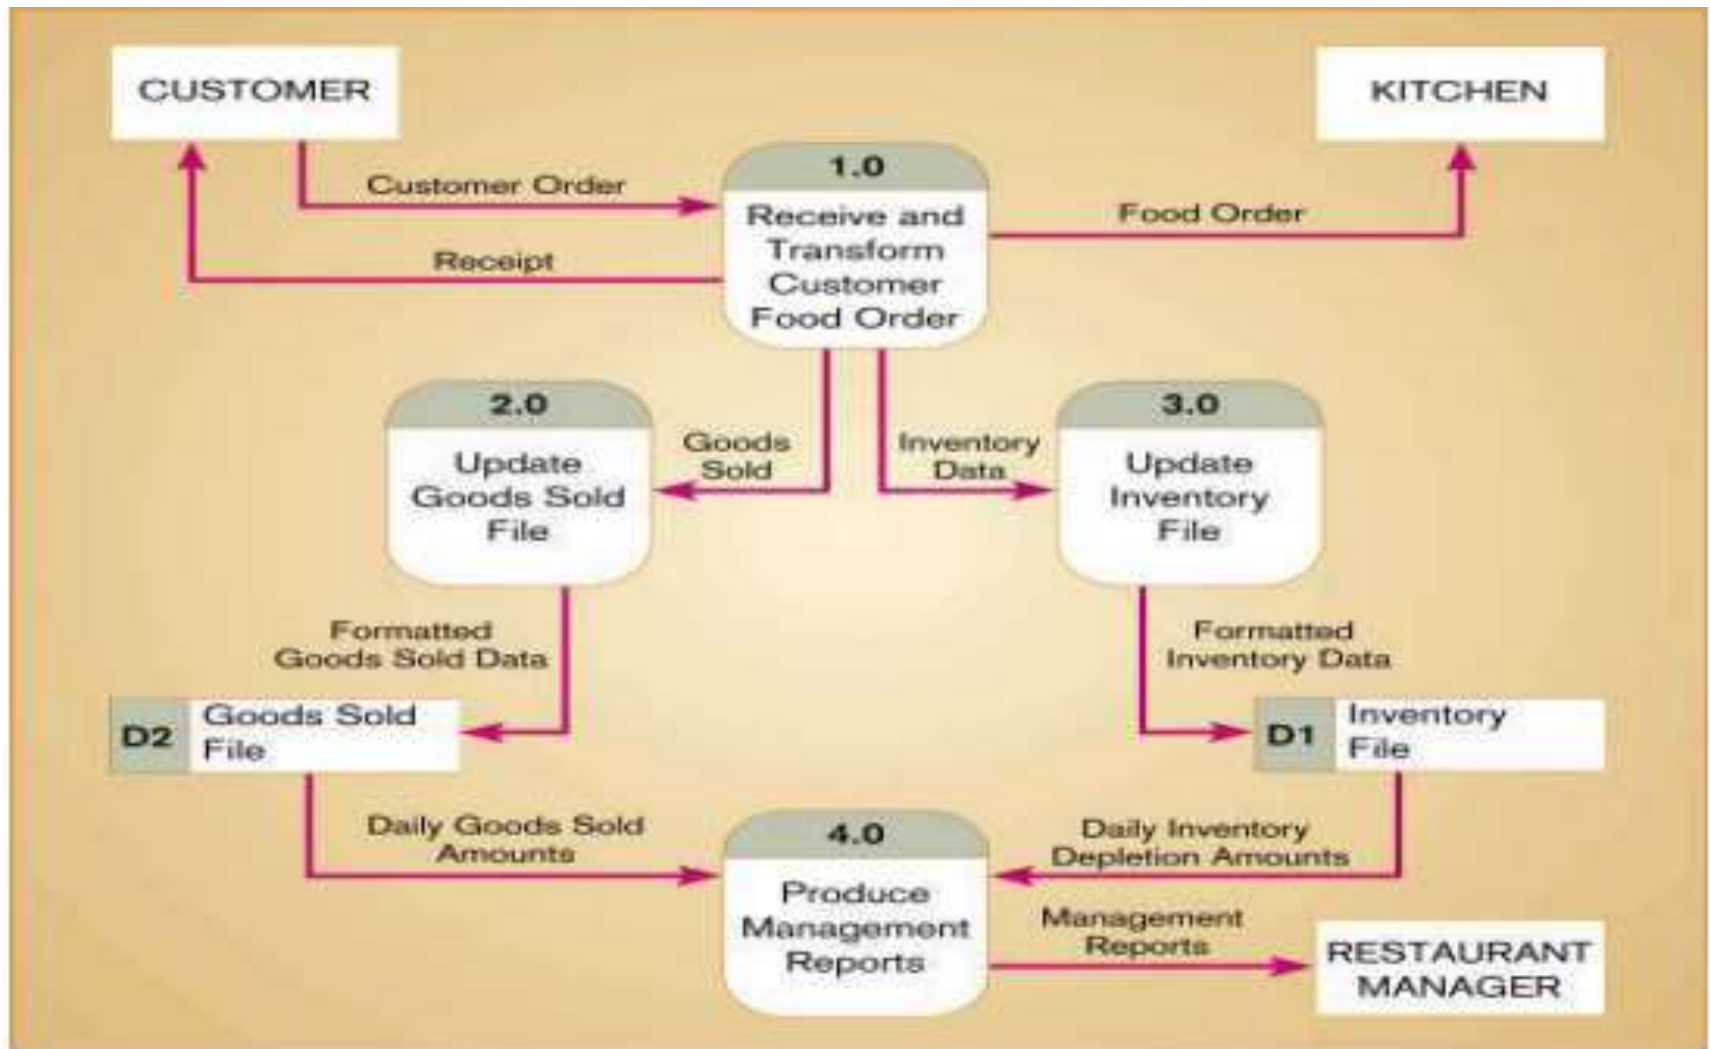 CUSTOMER
KITCHEN
1.0
Receive and
Transform
Customer
Food Order
Customer Order
Receipt
Food Order
2.0
Update
Goods Sold
File
Goods
Sold
Inventory
Data
3.0
Update
Inventory
File
Formatted
Goods Sold Data
Formatted
Inventory Data
D2
Goods Sold
File
D1
Inventory
File
Daily Goods Sold
Amounts
4.0
Produce
Management
Reports
Daily Inventory
Depletion Amounts
Management
Reports
RESTAURANT
MANAGER